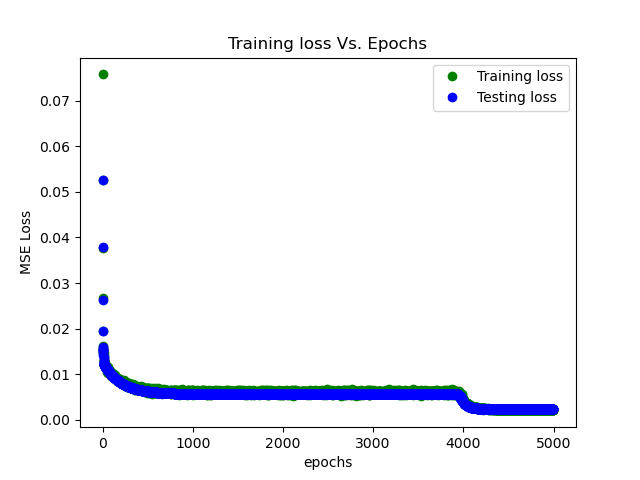 Training loss Vs. Epochs
Training loss
Testing loss
MSE Loss
0.07
0.06
0.05
0.04
0.03
0.02
0.01
0.00
0 1000 2000 3000 4000 5000
epochs